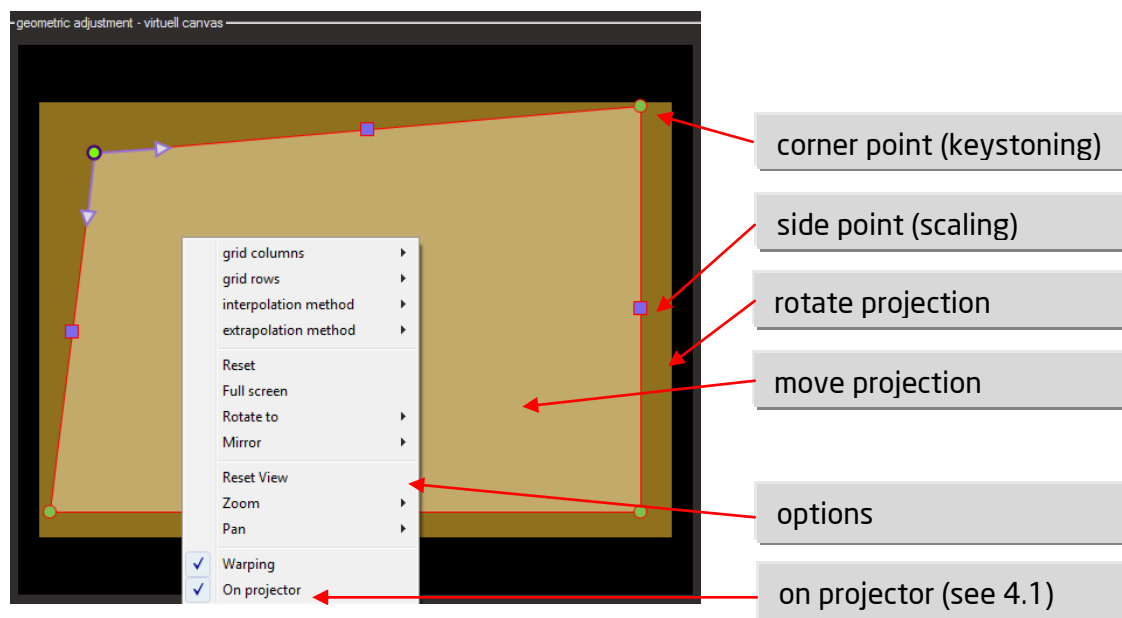 geometric adjustment - virtuell canvas
corner point (keystoning)
side point (scaling)
rotate projection
move projection
options
on projector (see 4.1)
grid columns
grid rows
interpolation method
extrapolation method
Reset
Full screen
Rotate to
Mirror
Reset View
Zoom
Pan
Warping
On projector